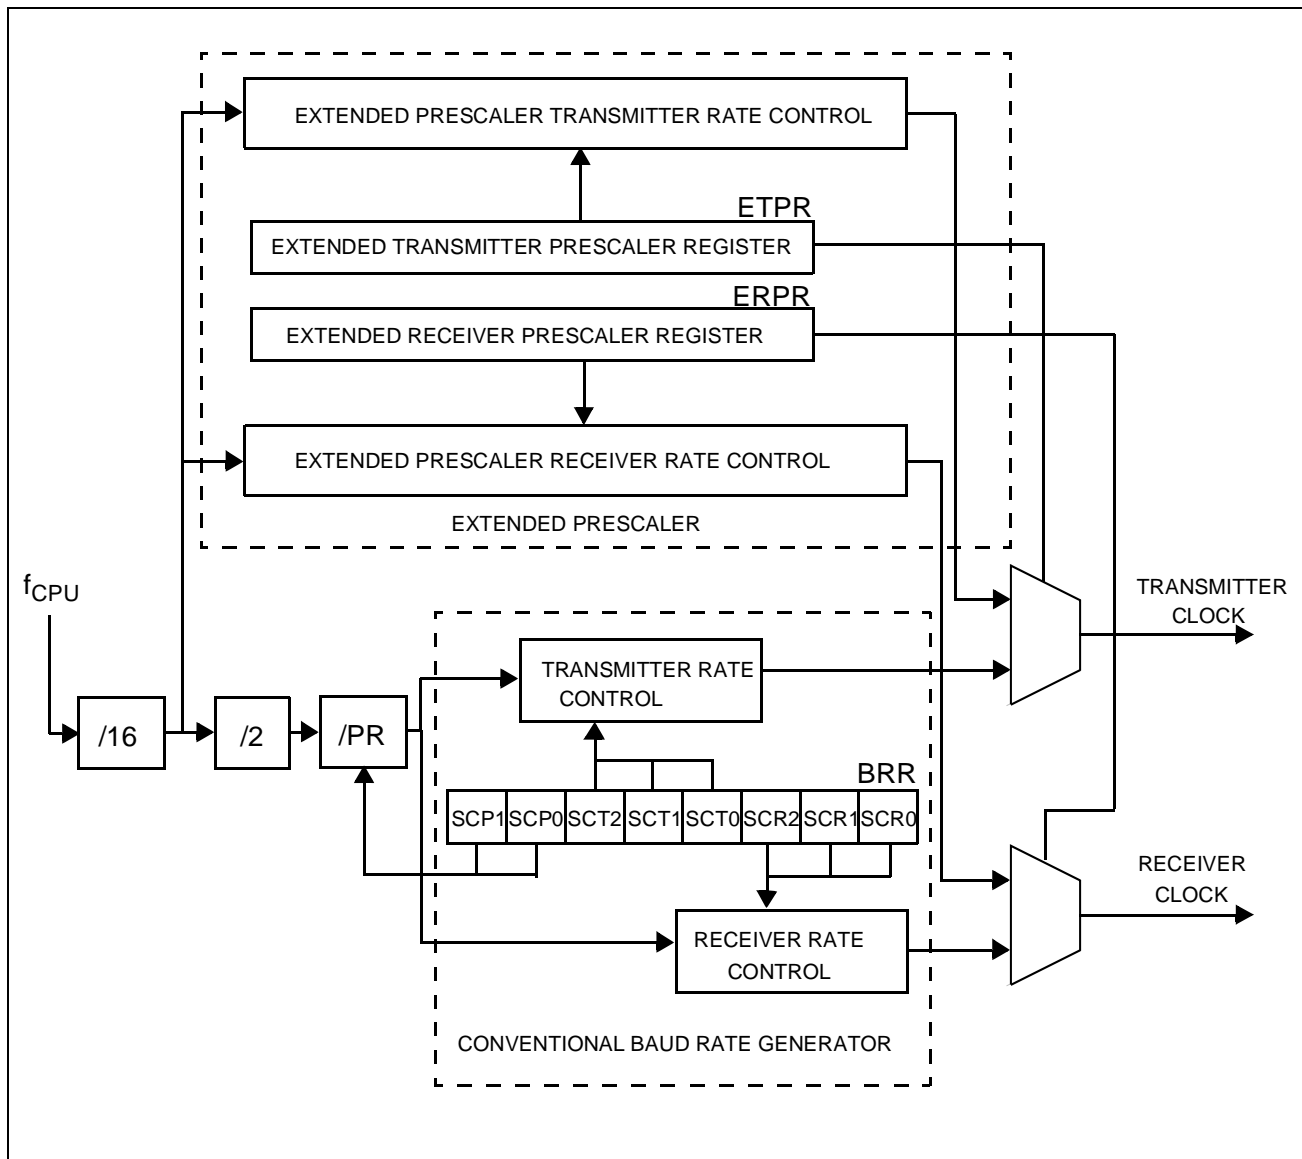 EXTENDED PRESCALER TRANSMITTER RATE CONTROL
ETPR
EXTENDED TRANSMITTER PRESCALER REGISTER
ERPR
EXTENDED RECEIVER PRESCALER REGISTER
EXTENDED PRESCALER RECEIVER RATE CONTROL
EXTENDED PRESCALER
fCPU
TRANSMITTER
CLOCK
TRANSMITTER RATE
CONTROL
/16
/2
/PR
BRR
SCP1 SCP0 SCT2 SCT1 SCT0 SCR2 SCR1 SCR0
RECEIVER
CLOCK
RECEIVER RATE
CONTROL
CONVENTIONAL BAUD RATE GENERATOR